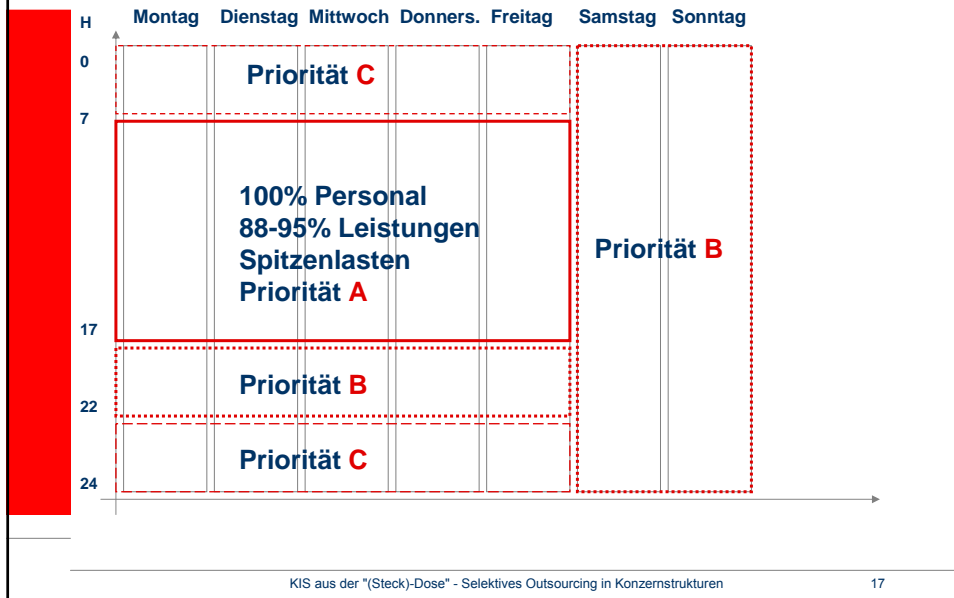 H Montag Dienstag Mittwoch Donners. Freitag Samstag Sonntag
0
Priorität C
7
100% Personal
88-95% Leistungen
Spitzenlasten
Priorität A
Priorität B
17
Priorität B
22
Priorität C
24
KIS aus der "(Steck)-Dose" - Selektives Outsourcing in Konzernstrukturen 17